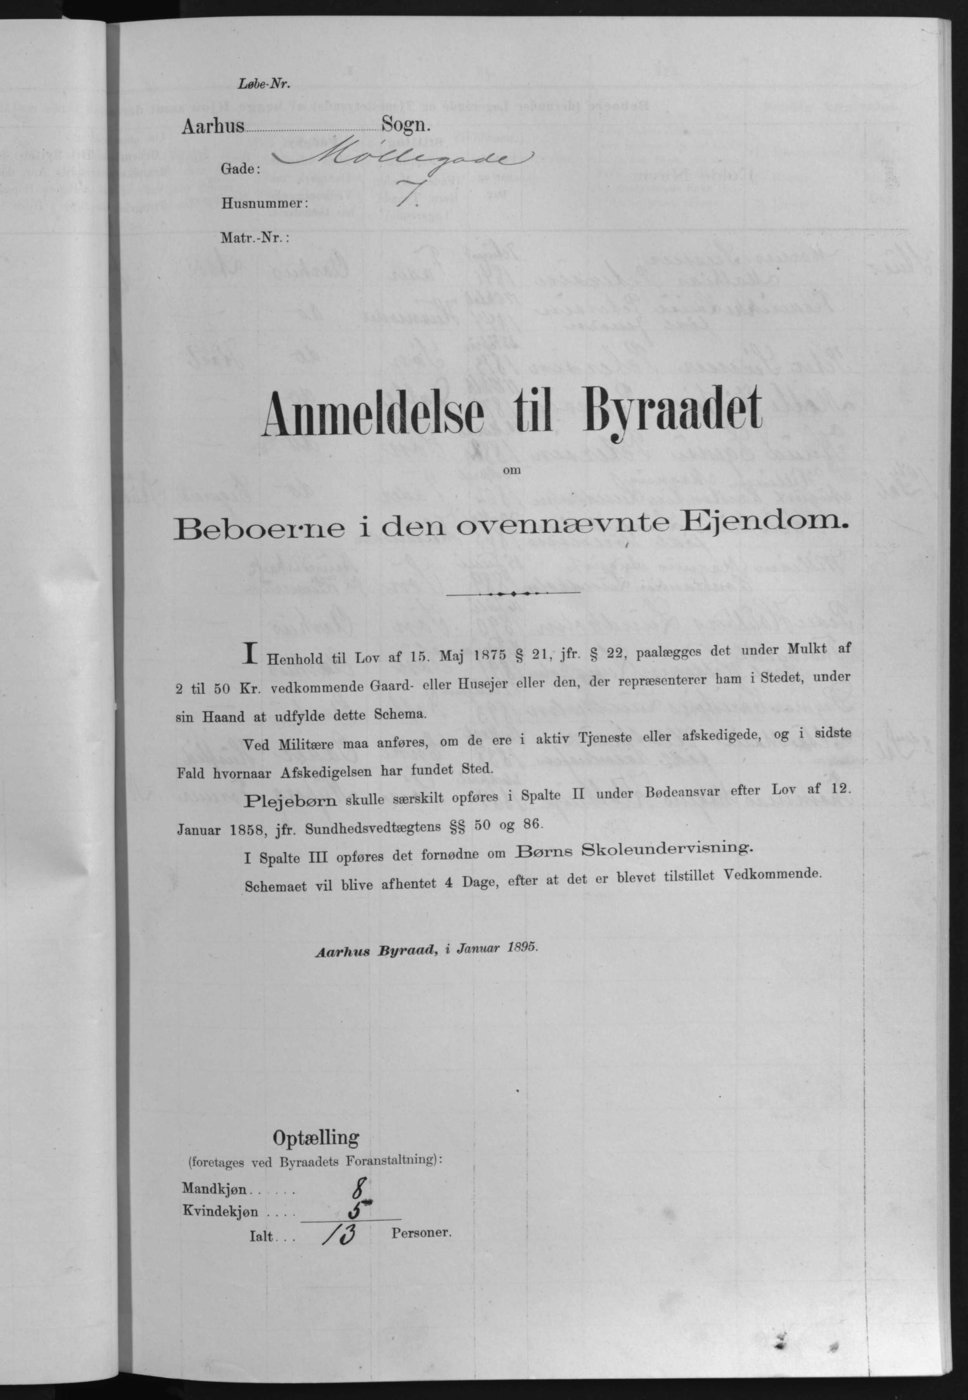 Løbe-Nr.
Aarhus Sogn.
Gade: Møllegade
Husnummer: 7.
Matr.-Nr.:
Anmeldelse til Byraadet
om
Beboerne i den ovennævnte Ejendom.
I Henhold til Lov af 15. Maj 1875 § 21, jfr. § 22, paalægges det under Mulkt af
2 til 50 Kr. vedkommende Gaard- eller Husejer eller den, der repræsenterer ham i Stedet, under
sin Haand at udfylde dette Schema.
Ved Militære maa anføres, om de ere i aktiv Tjeneste eller afskedigede, og i sidste
Fald hvornaar Afskedigelsen har fundet Sted.
Plejebørn skulle særskilt opføres i Spalte II under Bødeansvar efter Lov af 12.
Januar 1858, jfr. Sundhedsvedtægtens §§ 50 og 86.
I Spalte III opføres det fornødne om Børns Skoleundervisning.
Schemaet vil blive afhentet 4 Dage, efter at det er blevet tilstillet Vedkommende.
Aarhus Byraad, i Januar 1895.
Optælling
(foretages ved Byraadets Foranstaltning):
Mandkjøn...... 8
Kvindekjøn .... 5
Ialt... 13 Personer.